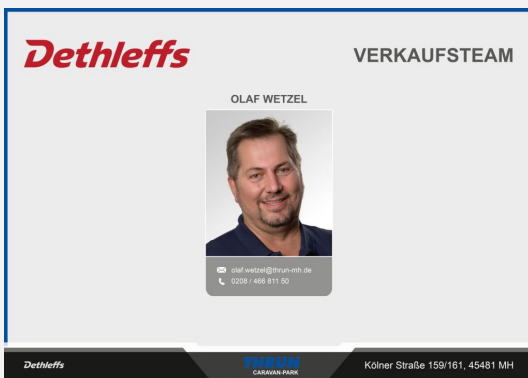 Dethleffs
VERKAUFSTEAM
OLAF WETZEL
olaf.wetzel@thrun-mh.de
0208 / 466 811 50
Dethleffs
THRUN
CARAVAN-PARK
Kölner Straße 159/161, 45481 MH